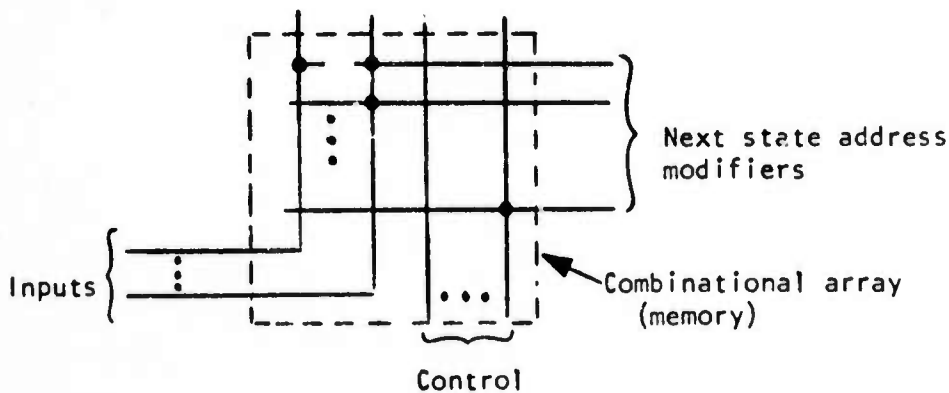 Next state address
modifiers
Inputs
Combinational array
(memory)
Control